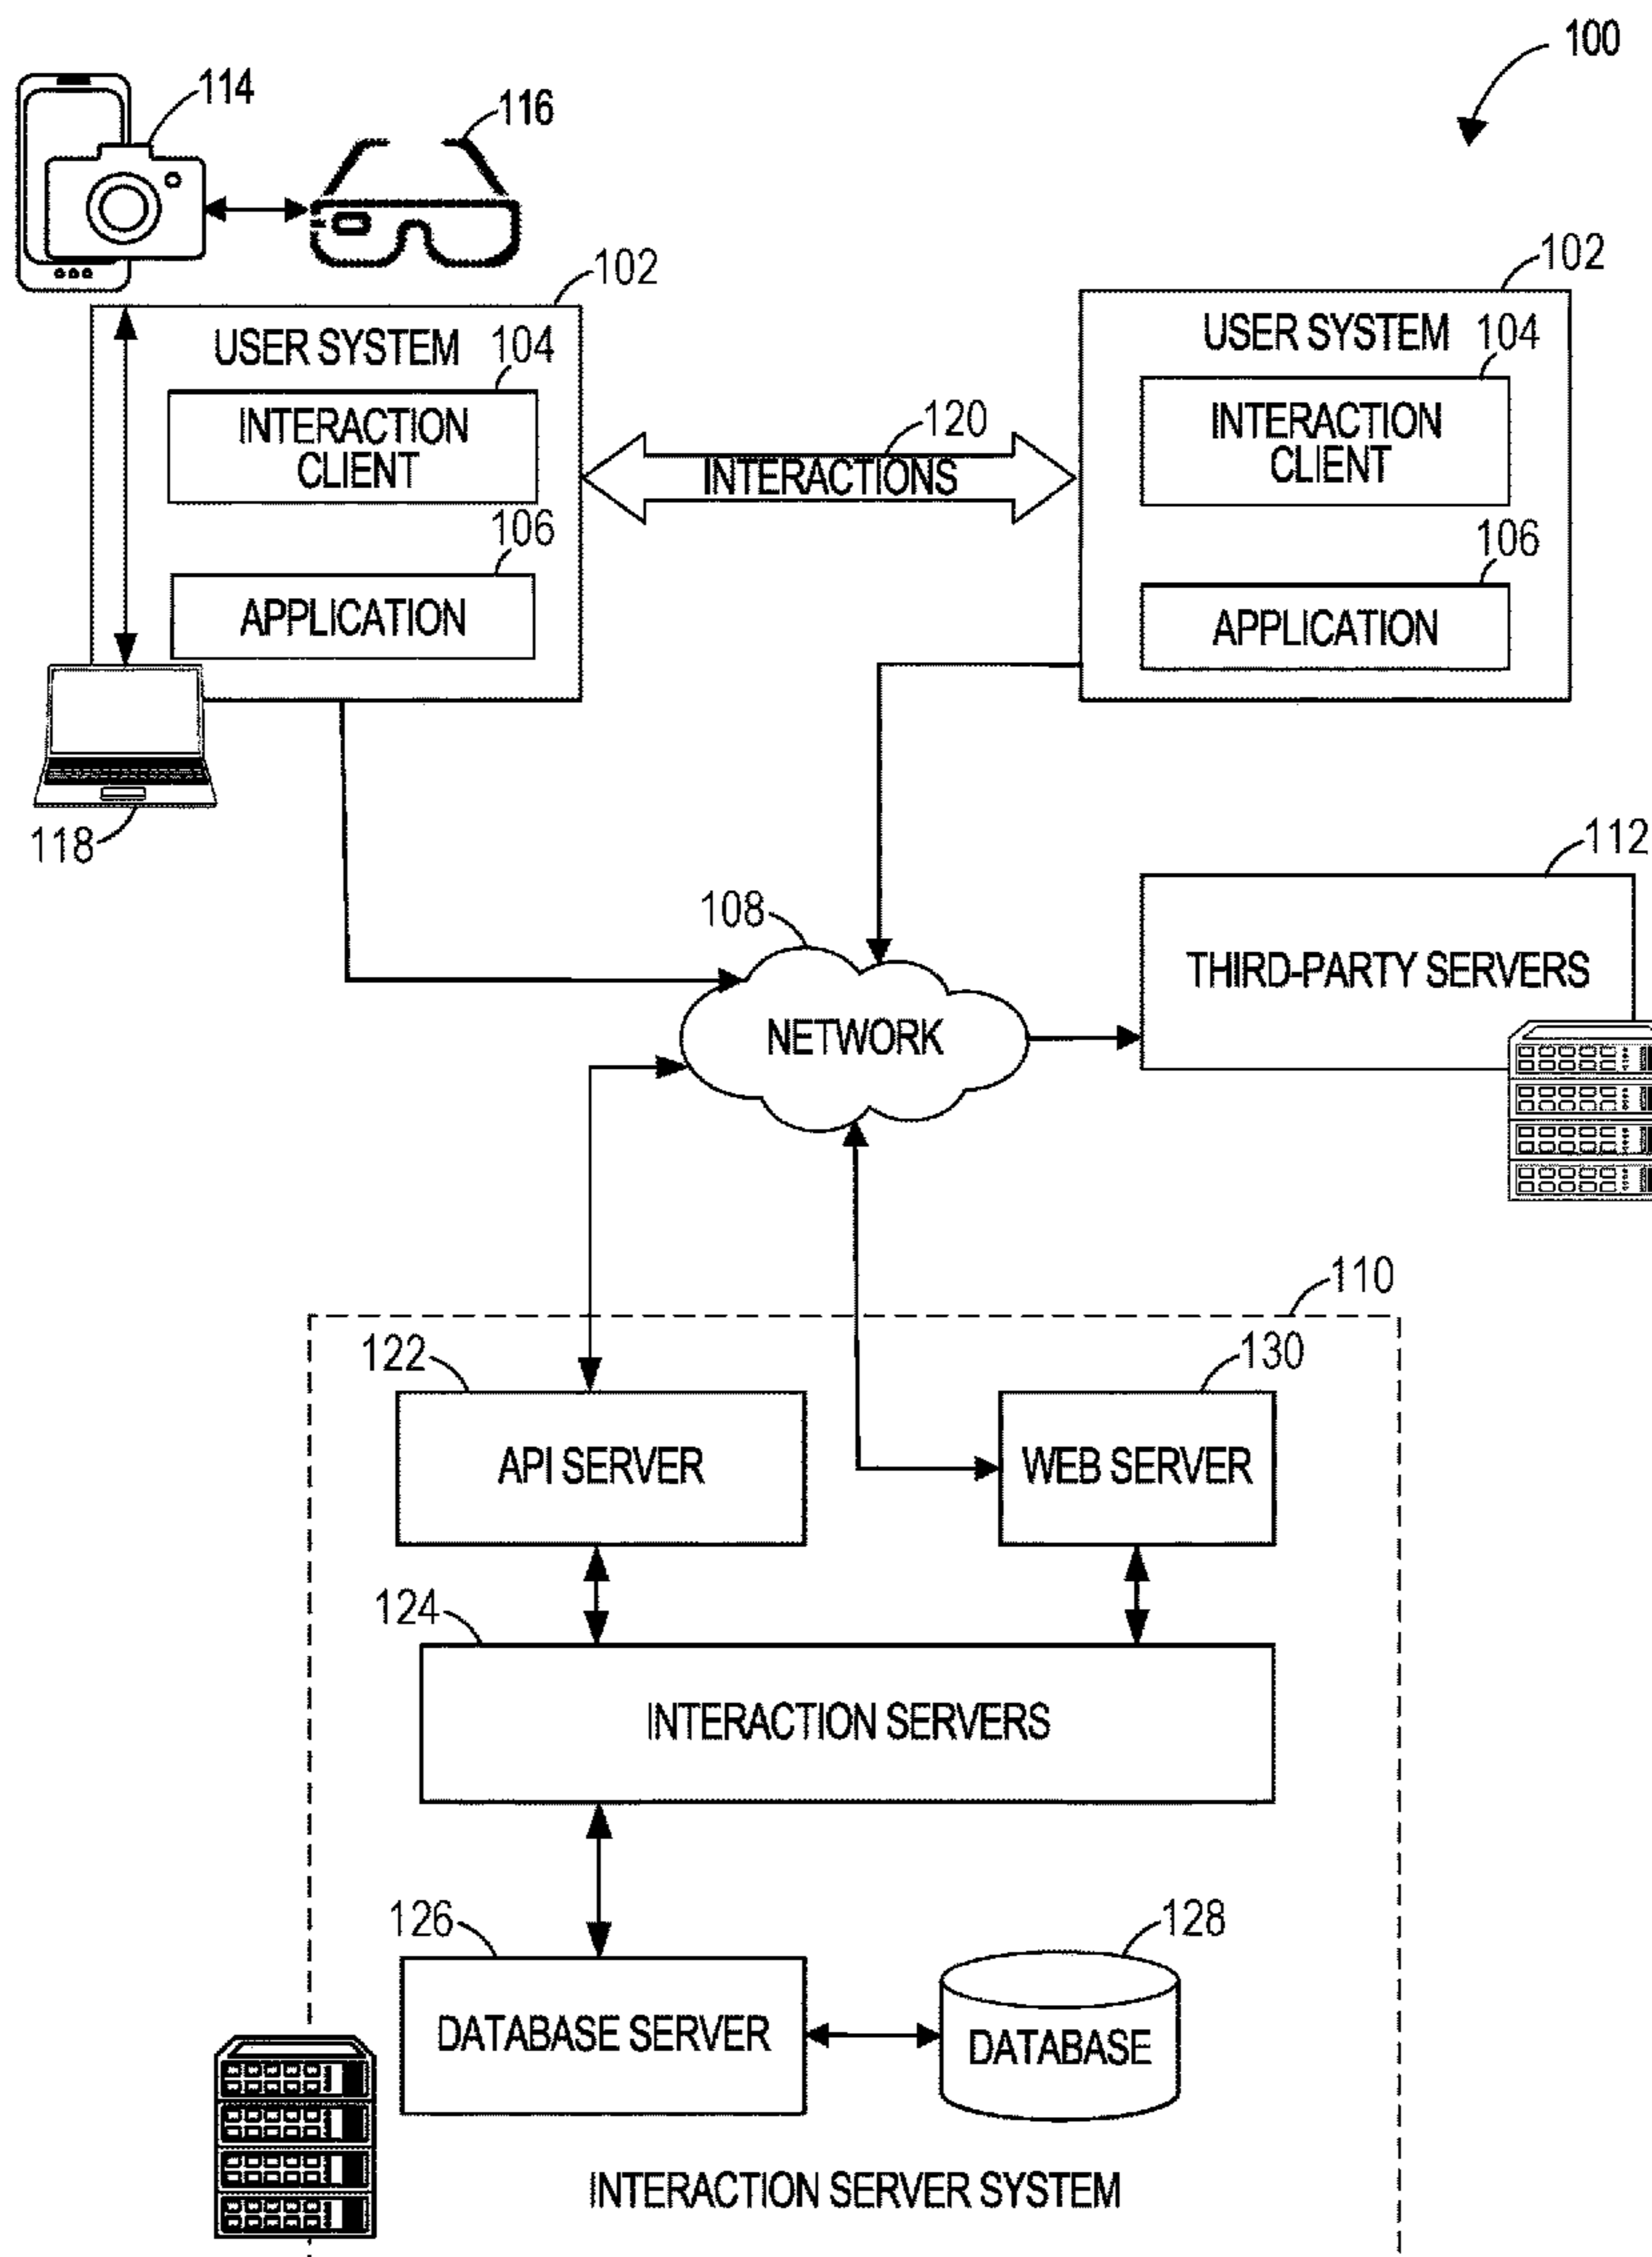 100
114
116
102
102
USER SYSTEM
104
INTERACTION
CLIENT
106
APPLICATION
120
INTERACTIONS
USER SYSTEM
104
INTERACTION
CLIENT
106
APPLICATION
118
108
NETWORK
112
THIRD-PARTY SERVERS
110
122
API SERVER
130
WEB SERVER
124
INTERACTION SERVERS
126
DATABASE SERVER
128
DATABASE
INTERACTION SERVER SYSTEM